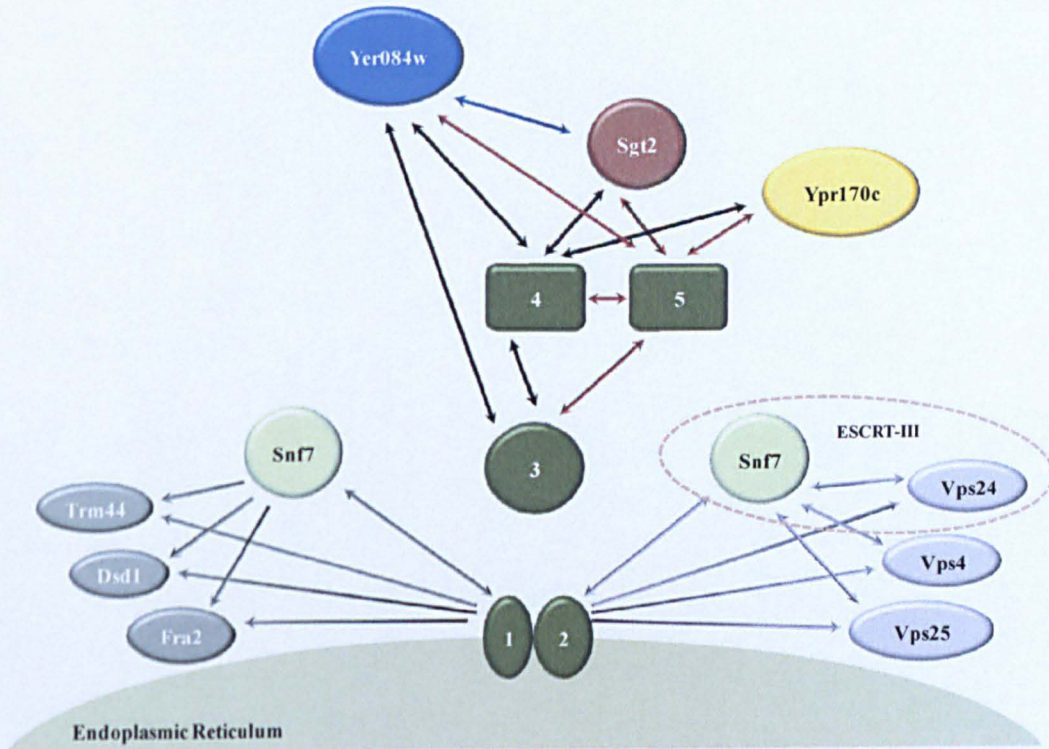 Yer084w
Sgt2
Ypr170c
4
5
3
Snf7
Snf7
ESCRT-III
Trm44
Vps24
Dsd1
Vps4
Fra2
1
2
Vps25
Endoplasmic Reticulum